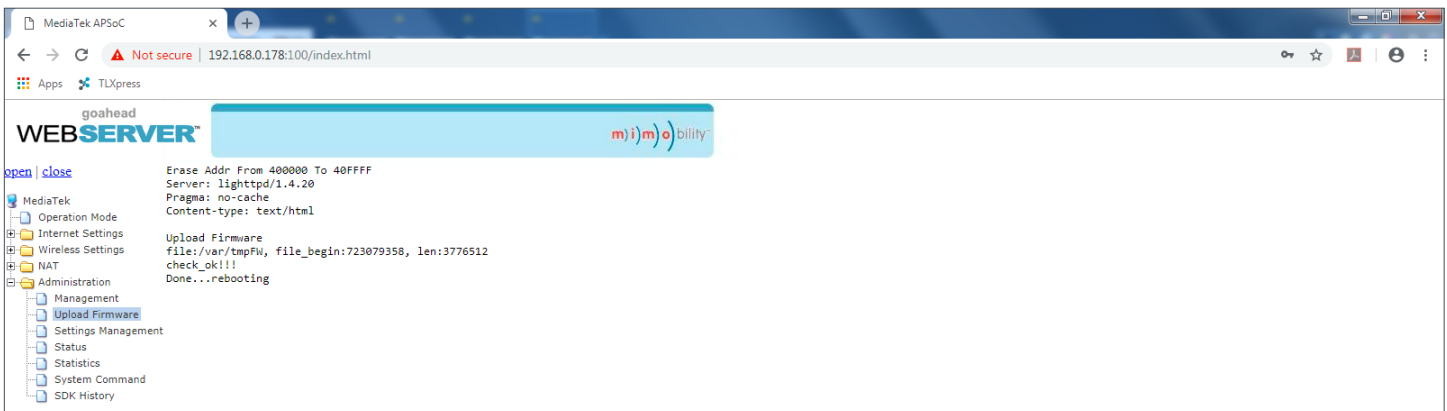 MediaTek APSoC
Not secure | 192.168.0.178:100/index.html
Apps TLXpress
goahead
WEBSERVER™
m)i)m)o)bility™
open | close
MediaTek
Operation Mode
Internet Settings
Wireless Settings
NAT
Administration
Management
Upload Firmware
Settings Management
Status
Statistics
System Command
SDK History
Erase Addr From 400000 To 40FFFF
Server: lighttpd/1.4.20
Pragma: no-cache
Content-type: text/html
Upload Firmware
file:/var/tmpFW, file_begin:723079358, len:3776512
check_ok!!!
Done...rebooting